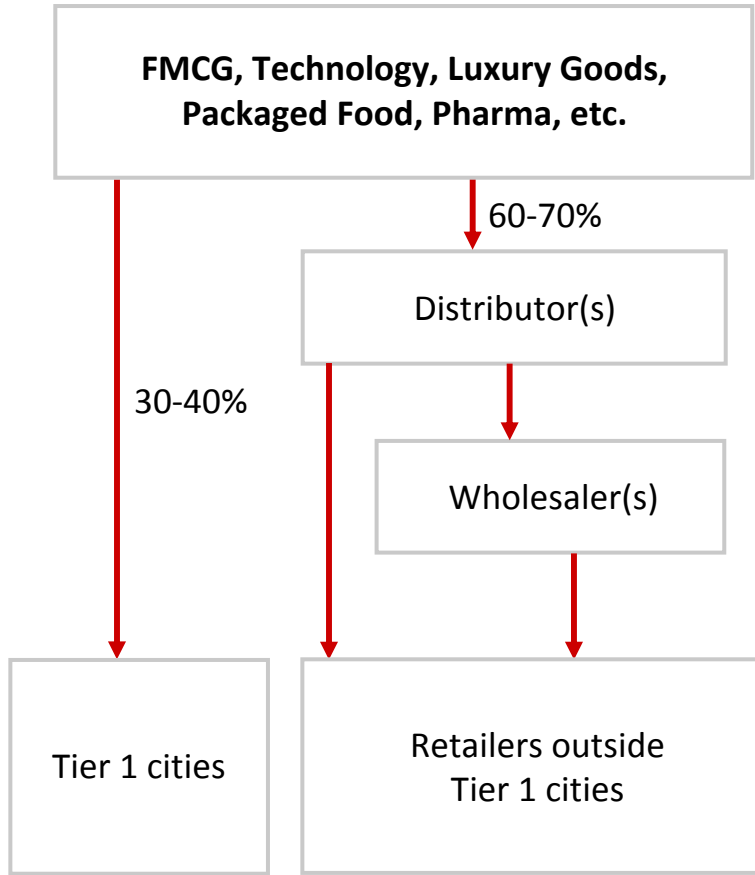 FMCG, Technology, Luxury Goods,
Packaged Food, Pharma, etc.
60-70%
Distributor(s)
30-40%
Wholesaler(s)
Tier 1 cities
Retailers outside
Tier 1 cities